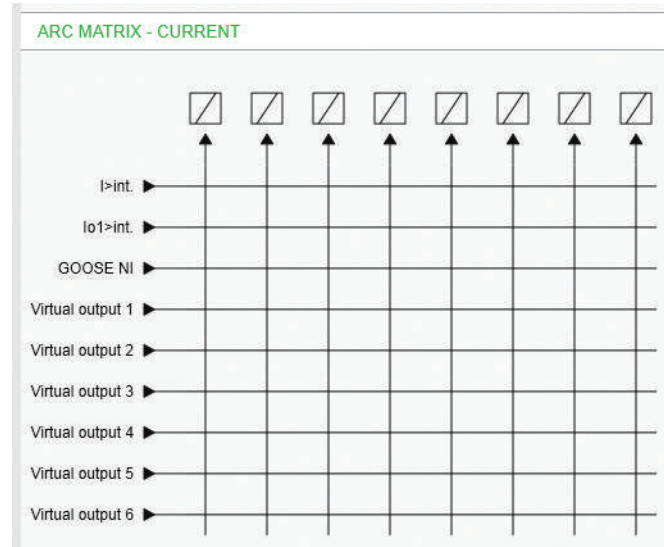 ARC MATRIX - CURRENT
I>int.
Io1>int.
GOOSE NI
Virtual output 1
Virtual output 2
Virtual output 3
Virtual output 4
Virtual output 5
Virtual output 6